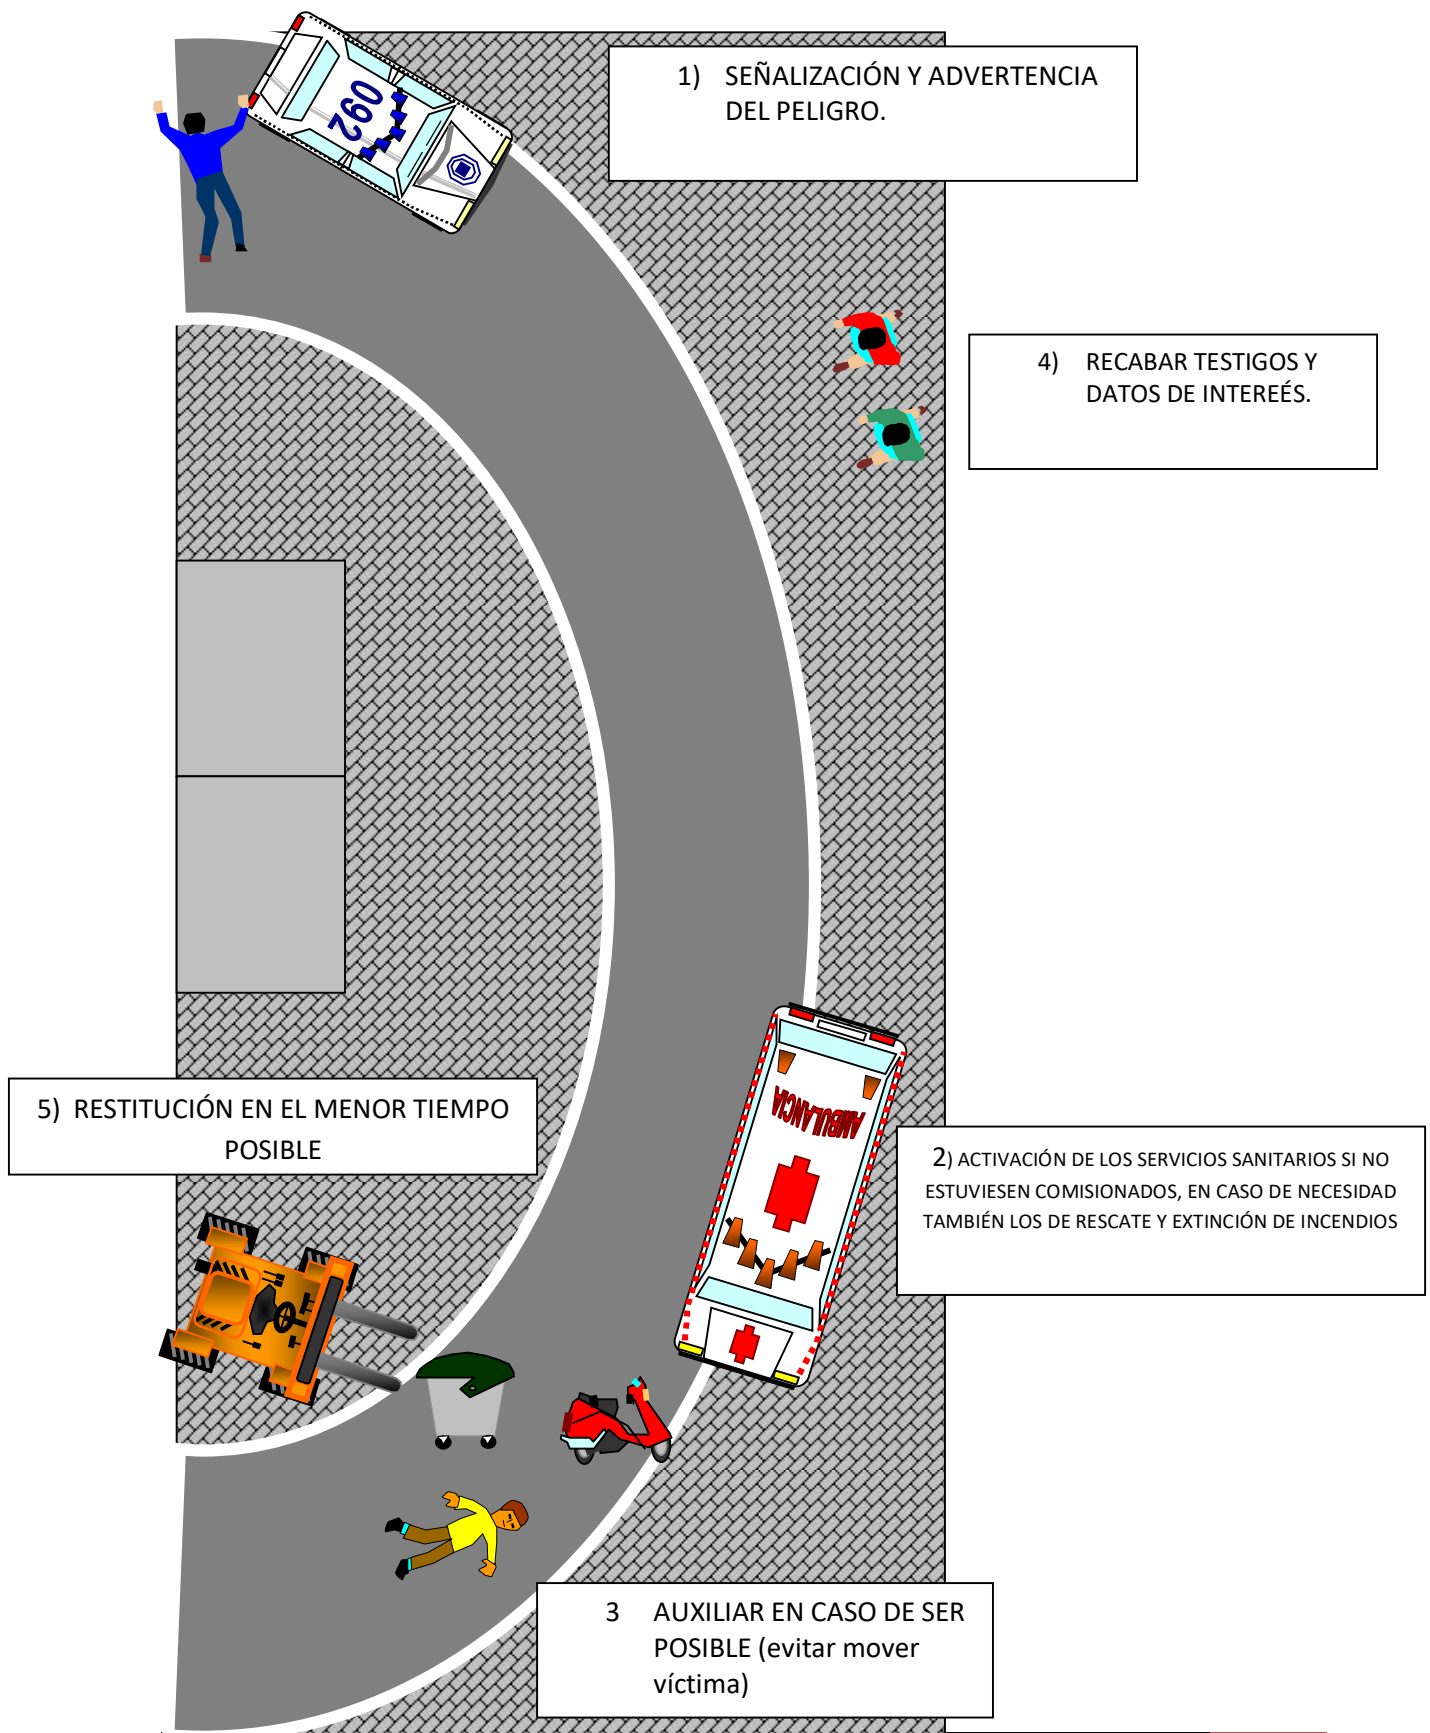 092
1) SEÑALIZACIÓN Y ADVERTENCIA
DEL PELIGRO.
4) RECABAR TESTIGOS Y
DATOS DE INTEREÉS.
AMBULANCIA
5) RESTITUCIÓN EN EL MENOR TIEMPO
POSIBLE
2) ACTIVACIÓN DE LOS SERVICIOS SANITARIOS SI NO
ESTUVIESEN COMISIONADOS, EN CASO DE NECESIDAD
TAMBIÉN LOS DE RESCATE Y EXTINCIÓN DE INCENDIOS
3 AUXILIAR EN CASO DE SER
POSIBLE (evitar mover
víctima)